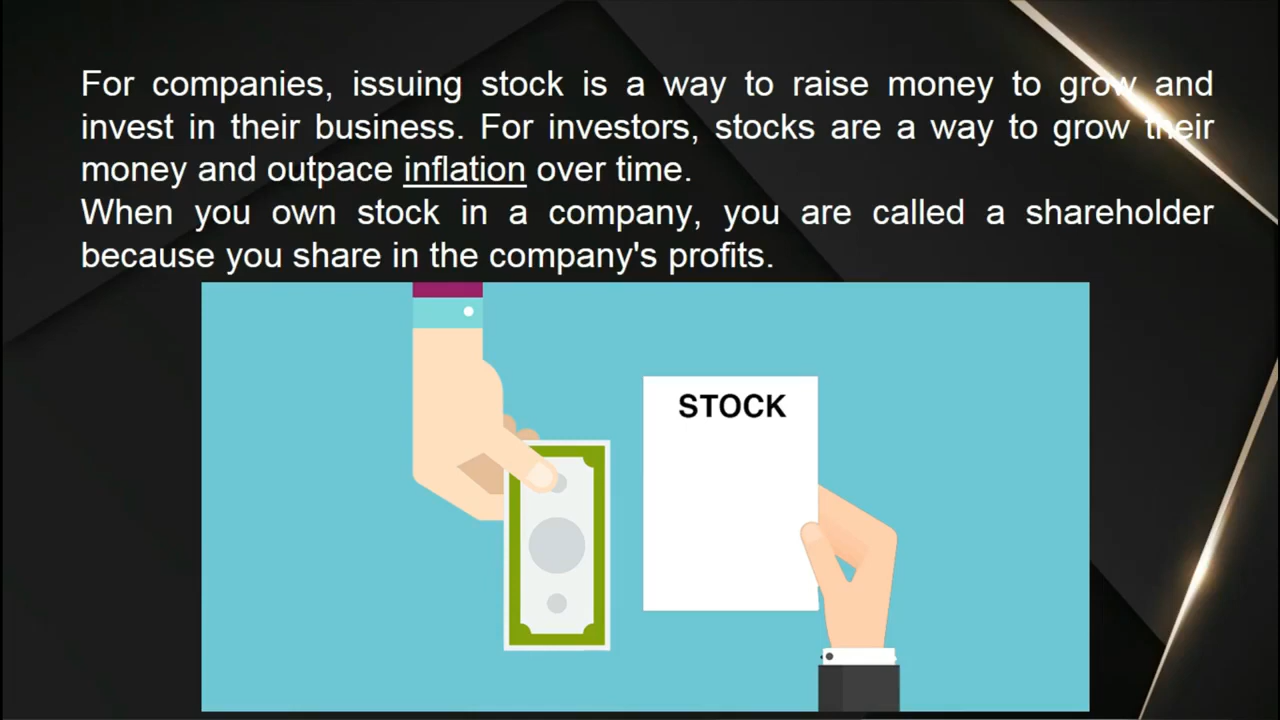 For companies, issuing stock is a way to raise money to grow and
invest in their business. For investors, stocks are a way to grow their
money and outpace inflation over time.
When you own stock in a company, you are called a shareholder
because you share in the company's profits.
STOCK